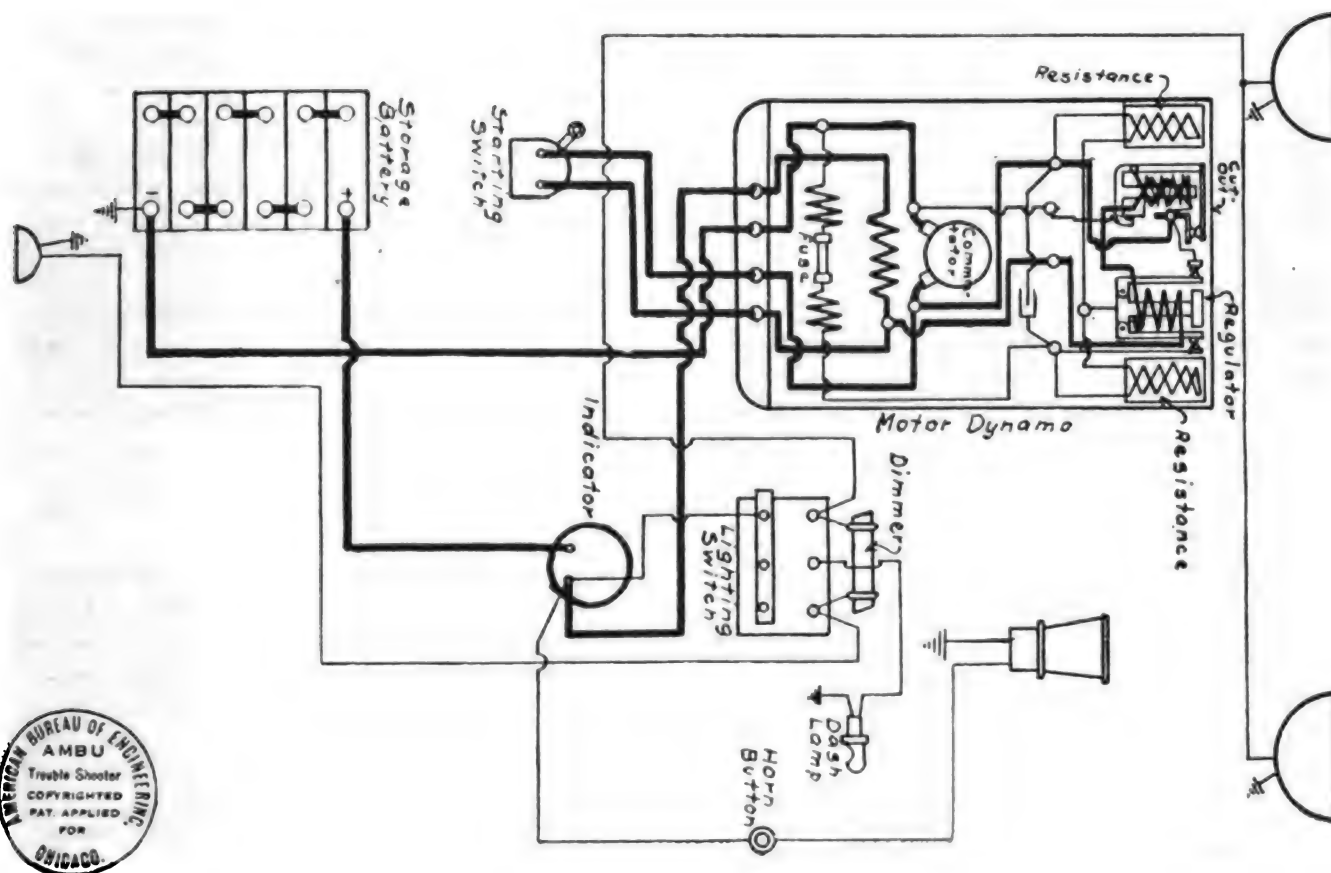 Resistance
Storage
Battery
-
+
Starting
Switch
Cut-
Out
Fuse
Commu-
tator
Regulator
Motor Dynamo
Resistance
Indicator
Dimmer
Lighting
Switch
Dash
Lamp
Horn
Button
AMERICAN BUREAU OF ENGINEERING.
AMBU
Trouble Shooter
COPYRIGHTED
PAT. APPLIED
FOR
CHICAGO.